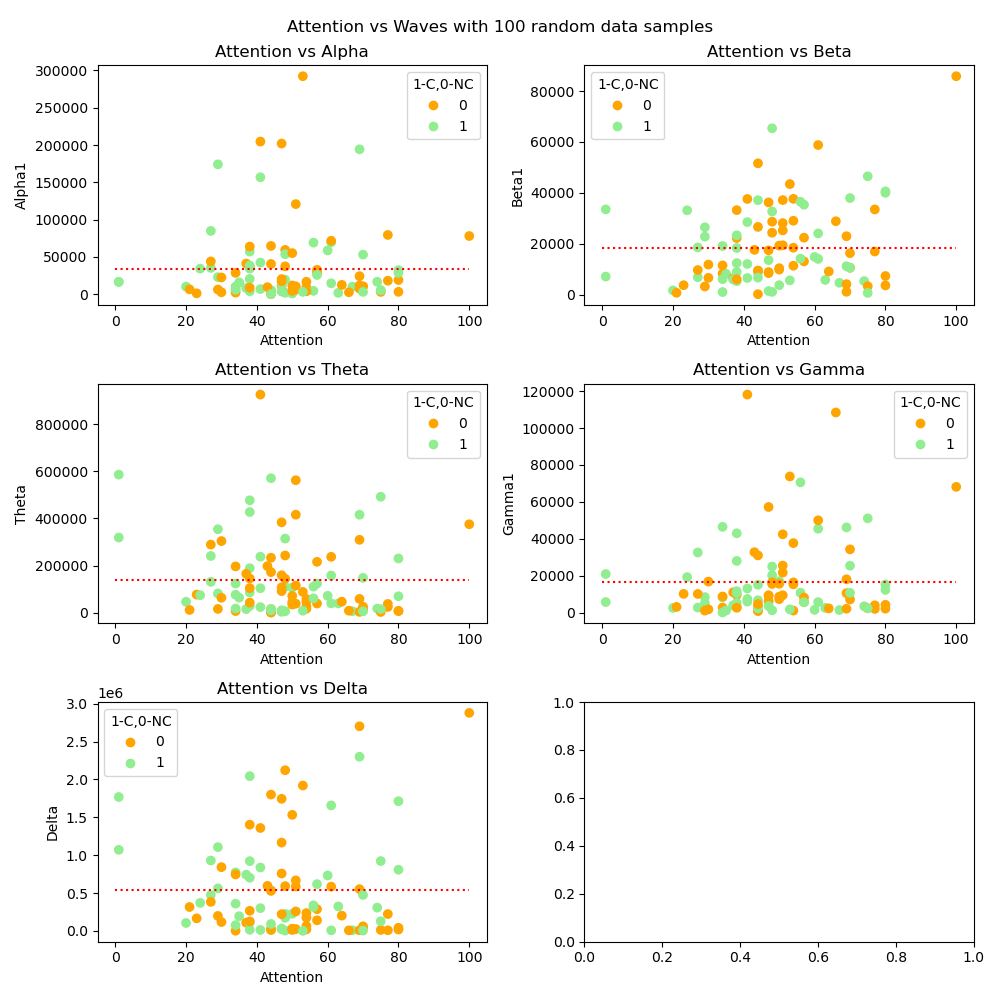 Attention vs Waves with 100 random data samples
Attention vs Alpha
300000
250000
200000
150000
100000
50000
0
Alpha1
1-C,0-NC
0
1
0 20 40 60 80 100
Attention
Attention vs Beta
80000
60000
40000
20000
0
Beta1
1-C,0-NC
0
1
0 20 40 60 80 100
Attention
Attention vs Theta
800000
600000
400000
200000
0
Theta
1-C,0-NC
0
1
0 20 40 60 80 100
Attention
Attention vs Gamma
120000
100000
80000
60000
40000
20000
0
Gamma1
1-C,0-NC
0
1
0 20 40 60 80 100
Attention
Attention vs Delta
1e6
3.0
2.5
2.0
1.5
1.0
0.5
0.0
Delta
1-C,0-NC
0
1
0 20 40 60 80 100
Attention
1.0
0.8
0.6
0.4
0.2
0.0
0.0 0.2 0.4 0.6 0.8 1.0